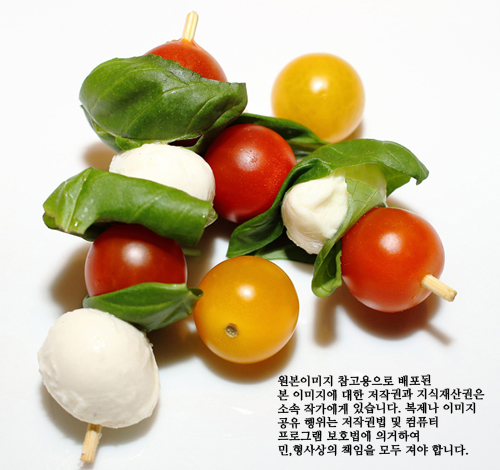 원본이미지 참고용으로 배포된
본 이미지에 대한 저작권과 지식재산권은
소속 작가에게 있습니다. 복제나 이미지
공유 행위는 저작권법 및 컴퓨터
프로그램 보호법에 의거하여
민,형사상의 책임을 모두 져야 합니다.